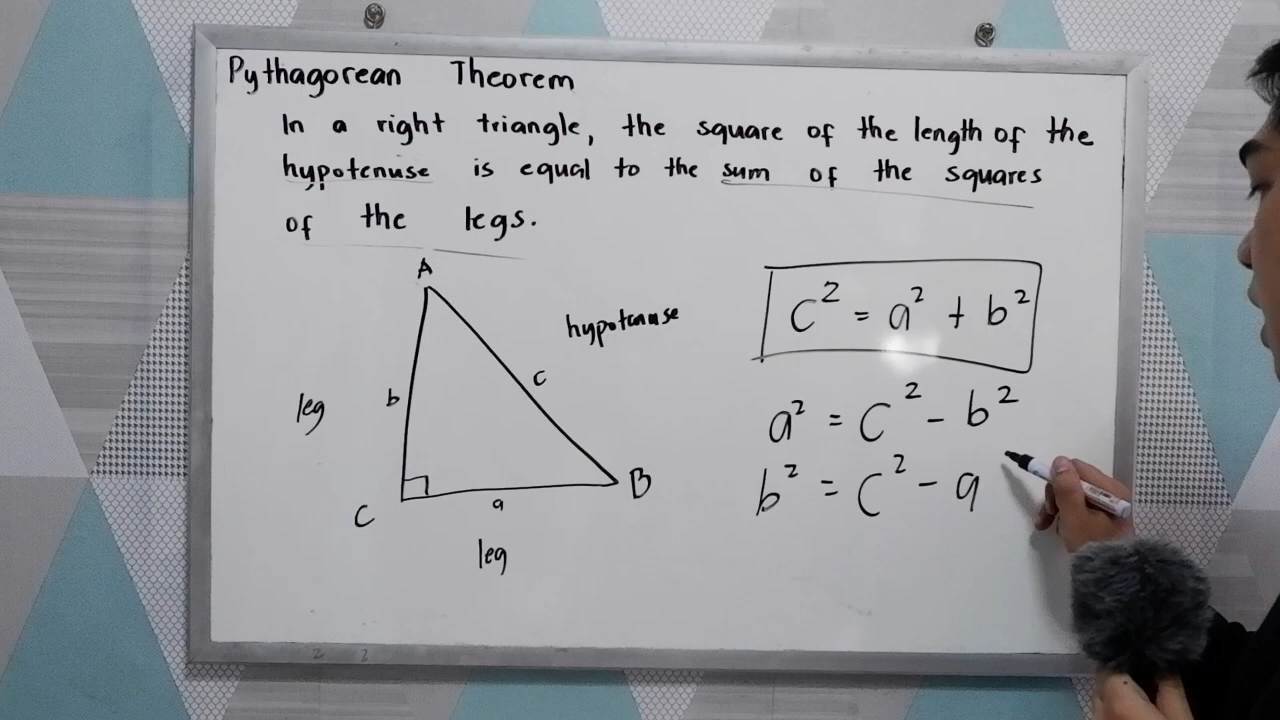 Pythagorean Theorem
In a right triangle, the square of the length of the
hypotenuse is equal to the sum of the squares
of the legs.
A
hypotenuse
c
b
leg
C
B
a
leg
c² = a² + b²
a² = c² - b²
b² = c² - a